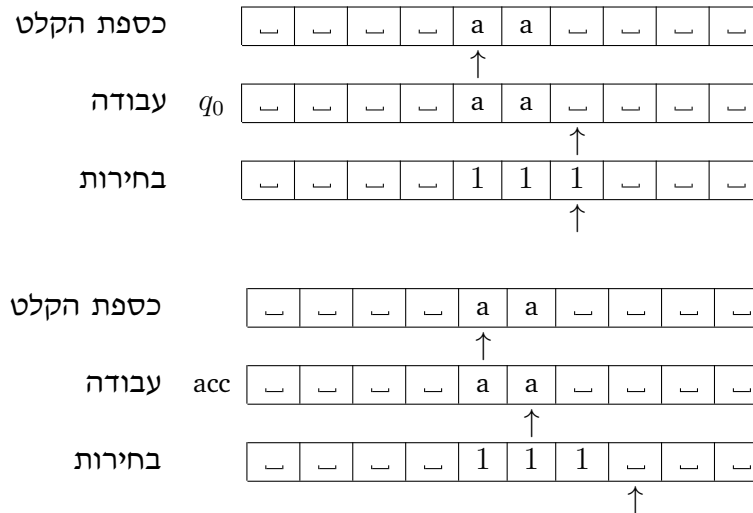 כספת הקלט ⎵ ⎵ ⎵ ⎵ a a ⎵ ⎵ ⎵ ⎵
↑
עבודה q₀ ⎵ ⎵ ⎵ ⎵ a a ⎵ ⎵ ⎵ ⎵
↑
בחירות ⎵ ⎵ ⎵ ⎵ 1 1 1 ⎵ ⎵ ⎵
↑
כספת הקלט ⎵ ⎵ ⎵ ⎵ a a ⎵ ⎵ ⎵ ⎵
↑
עבודה acc ⎵ ⎵ ⎵ ⎵ a a ⎵ ⎵ ⎵ ⎵
↑
בחירות ⎵ ⎵ ⎵ ⎵ 1 1 1 ⎵ ⎵ ⎵
↑